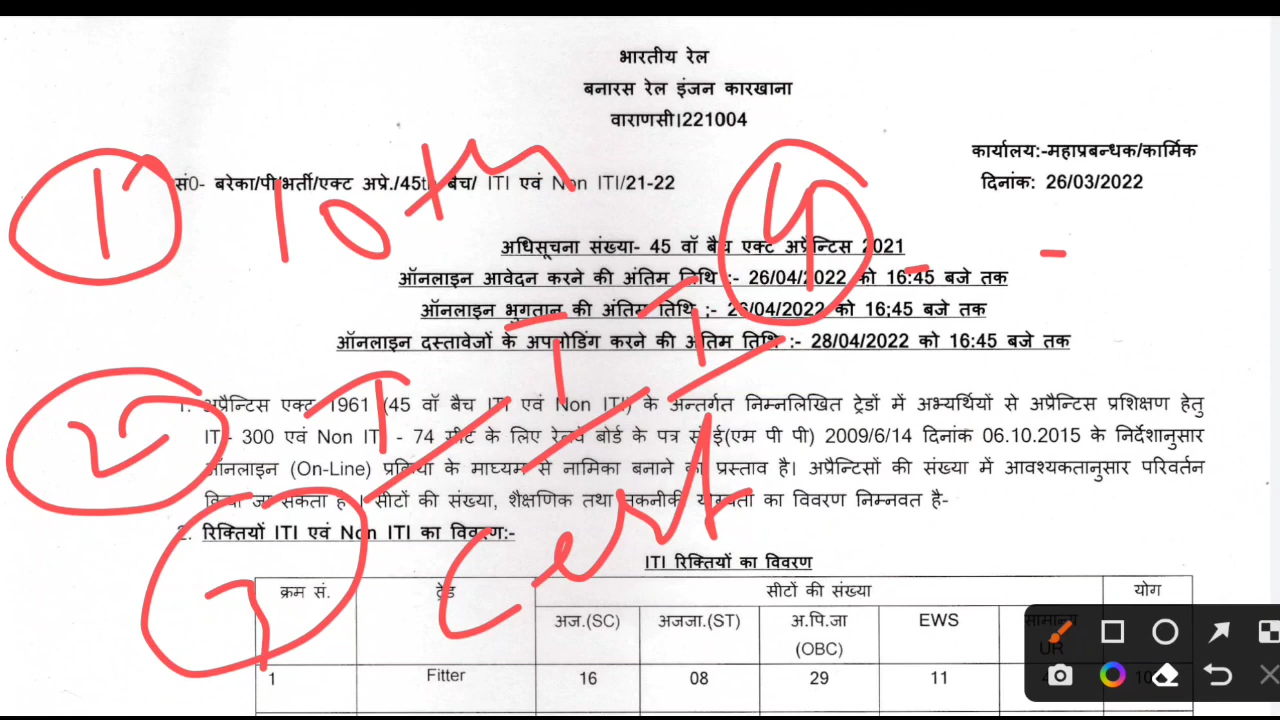 भारतीय रेल
बनारस रेल इंजन कारखाना
वाराणसी।221004
कार्यालय:-महाप्रबन्धक/कार्मिक
सं0- बरेका/पी/भर्ती/एक्ट अप्रे./45th बैच/ ITI एवं Non ITI/21-22
दिनांक: 26/03/2022
1 10th
अधिसूचना संख्या- 45 वॉ बैच एक्ट अप्रैन्टिस 2021
ऑनलाइन आवेदन करने की अंतिम तिथि :- 26/04/2022 को 16:45 बजे तक
ऑनलाइन भुगतान की अंतिम तिथि ;- 26/04/2022 को 16;45 बजे तक
ऑनलाइन दस्तावेजों के अपलोडिंग करने की अंतिम तिथि :- 28/04/2022 को 16:45 बजे तक
ITI
1. अप्रैन्टिस एक्ट 1961 (45 वॉ बैच ITI एवं Non ITI) के अन्तर्गत निम्नलिखित ट्रेडों में अभ्यर्थियों से अप्रैन्टिस प्रशिक्षण हेतु
ITI- 300 एवं Non ITI - 74 सीट के लिए रेलवे बोर्ड के पत्र सं ई(एम पी पी) 2009/6/14 दिनांक 06.10.2015 के निर्देशानुसार
ऑनलाइन (On-Line) प्रक्रिया के माध्यम से नामिका बनाने का प्रस्ताव है। अप्रैन्टिसों की संख्या में आवश्यकतानुसार परिवर्तन
किया जा सकता है । सीटों की संख्या, शैक्षणिक तथा तकनीकी योग्यता का विवरण निम्नवत है-
cert
2. रिक्तियों ITI एवं Non ITI का विवरण:-
ITI रिक्तियों का विवरण
क्रम सं. ट्रेड सीटों की संख्या योग
अज.(SC) अजजा.(ST) अ.पि.जा (OBC) EWS सामान्य UR
1 Fitter 16 08 29 11